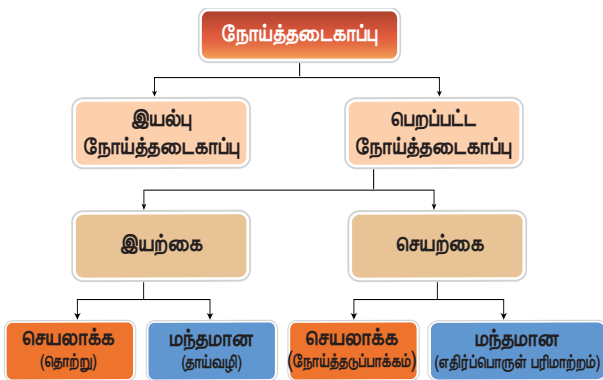 நோய்த்தடைகாப்பு
இயல்பு
நோய்த்தடைகாப்பு
பெறப்பட்ட
நோய்த்தடைகாப்பு
இயற்கை
செயற்கை
செயலாக்க
(தொற்று)
மந்தமான
(தாய்வழி)
செயலாக்க
(நோய்த்தடுப்பாக்கம்)
மந்தமான
(எதிர்ப்பொருள் பரிமாற்றம்)